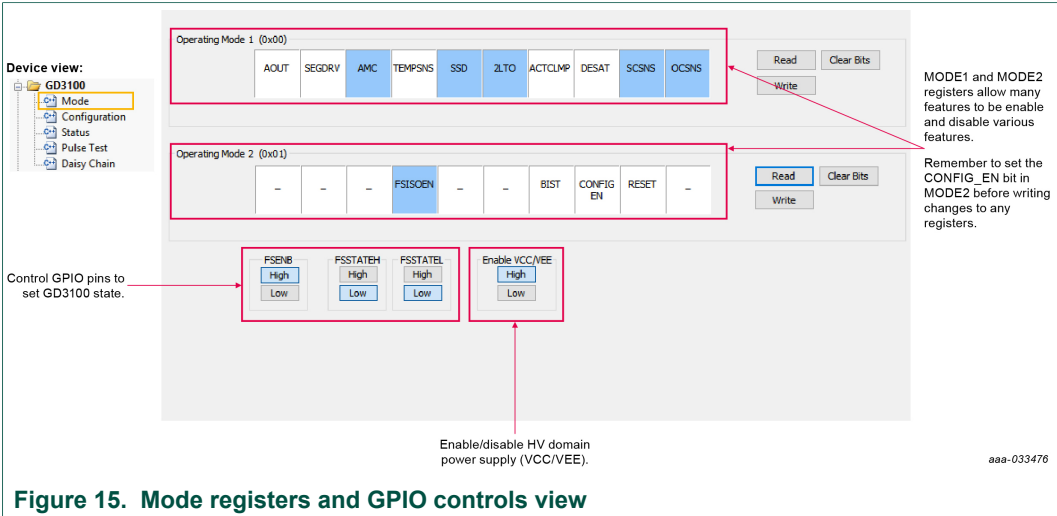 Operating Mode 1 (0x00)
AOUT SEGDRV AMC TEMPSNS SSD 2LTO ACTCLMP DESAT SCSNS OCSNS
Read Clear Bits
Write
Device view:
GD3100
Mode
Configuration
Status
Pulse Test
Daisy Chain
MODE1 and MODE2
registers allow many
features to be enable
and disable various
features.
Remember to set the
CONFIG_EN bit in
MODE2 before writing
changes to any
registers.
Operating Mode 2 (0x01)
– – – FSISOEN – – BIST CONFIG EN RESET –
Read Clear Bits
Write
Control GPIO pins to
set GD3100 state.
FSENB FSSTATEH FSSTATEL Enable VCC/VEE
High High High High
Low Low Low Low
Enable/disable HV domain
power supply (VCC/VEE).
aaa-033476
Figure 15. Mode registers and GPIO controls view